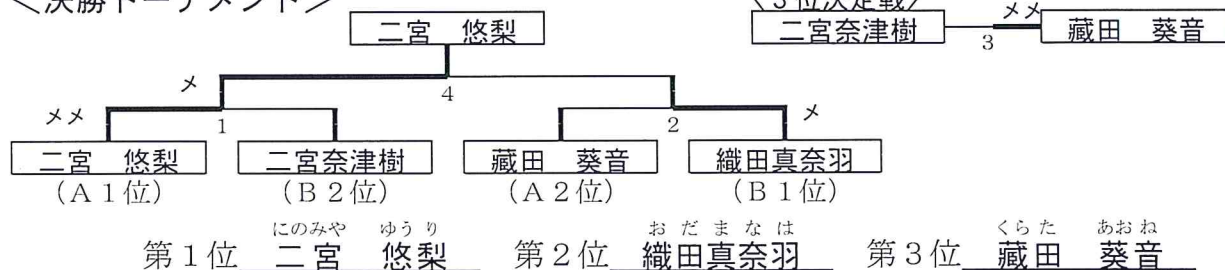 ＜決勝トーナメント＞
＜３位決定戦＞
二宮　悠梨
二宮奈津樹
メメ
3
藏田　葵音
メ
4
メメ
1
2
メ
二宮　悠梨
二宮奈津樹
藏田　葵音
織田真奈羽
（Ａ１位）
（Ｂ２位）
（Ａ２位）
（Ｂ１位）
にのみや　ゆうり
おだまなは
くらた　あおね
第１位　二宮　悠梨　第２位　織田真奈羽　第３位　藏田　葵音